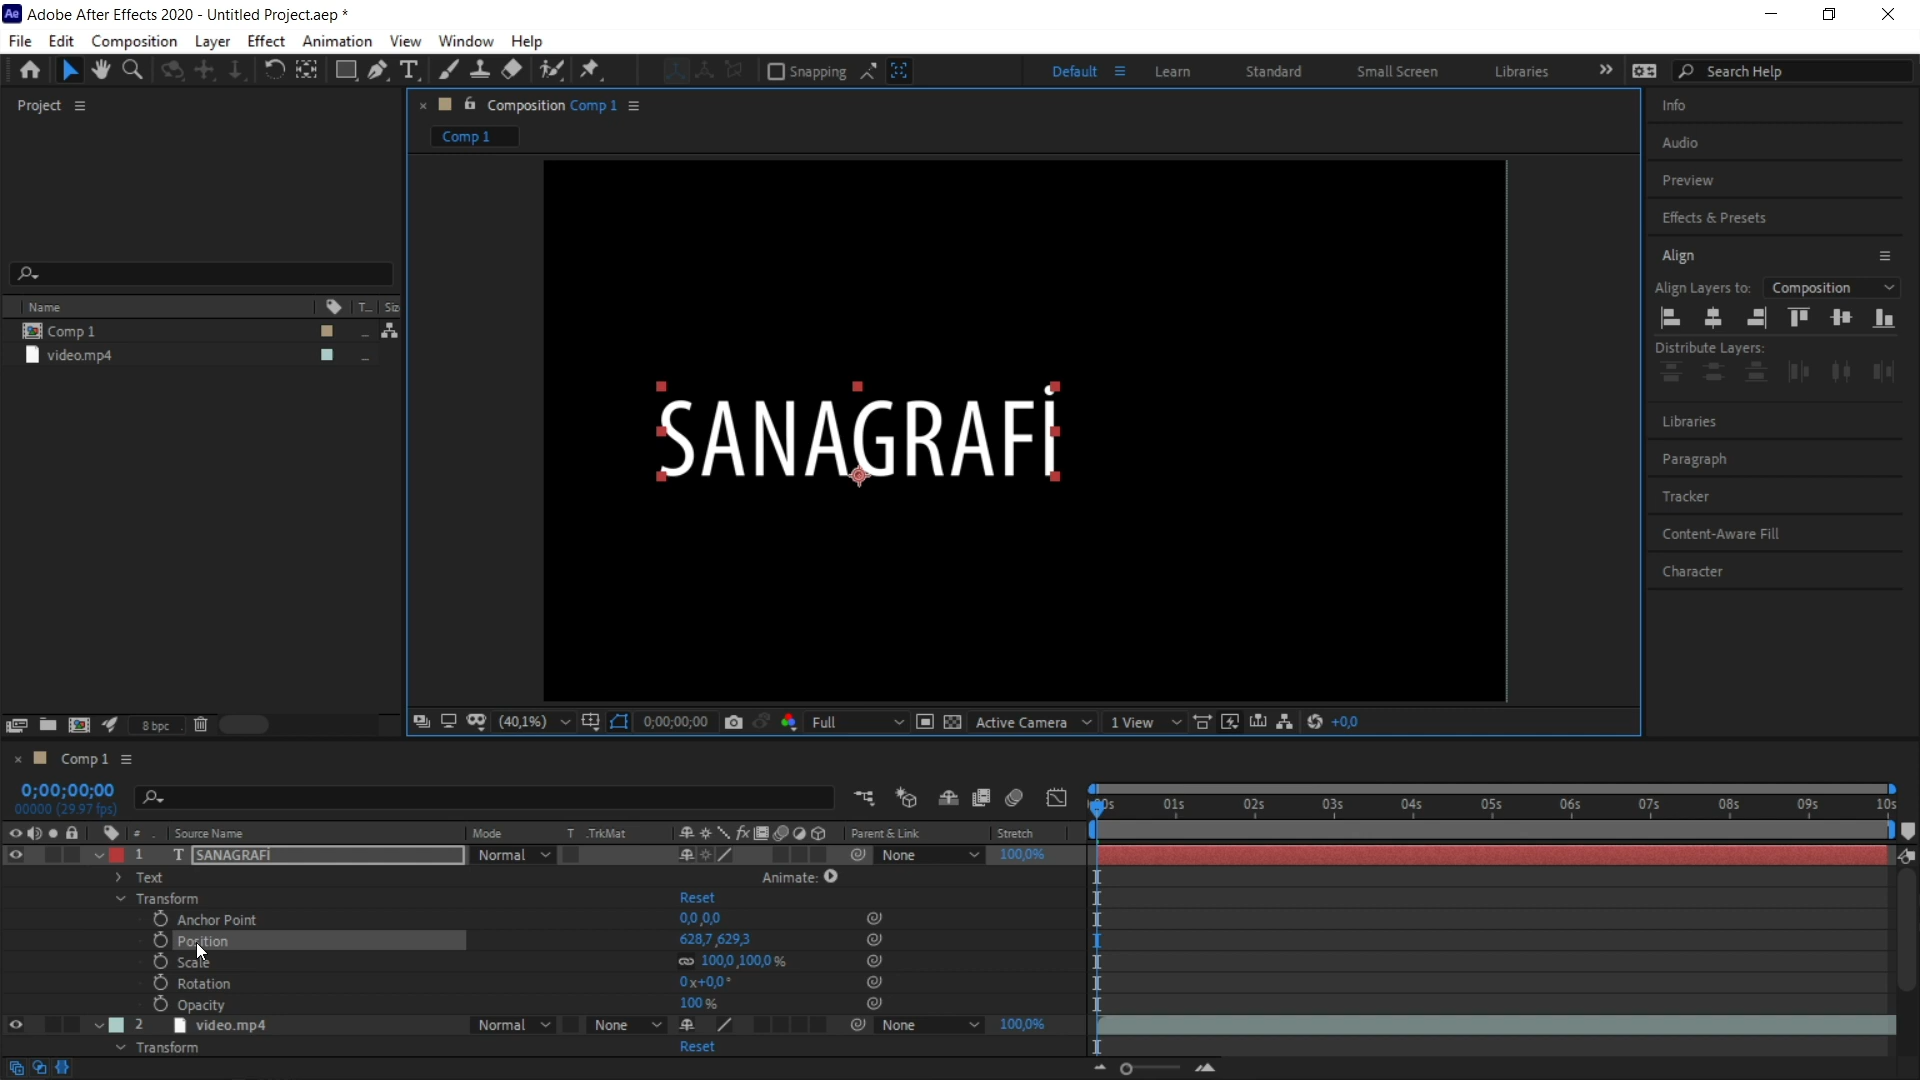 Adobe After Effects 2020 - Untitled Project.aep *
File Edit Composition Layer Effect Animation View Window Help
Snapping Default Learn Standard Small Screen Libraries Search Help
Project
Composition Comp 1
Comp 1
Name T... Siz
Comp 1
video.mp4
8 bpc
SANAGRAFİ
(40,1%) 0;00;00;00 Full Active Camera 1 View +0,0
Info
Audio
Preview
Effects & Presets
Align
Align Layers to: Composition
Distribute Layers:
Libraries
Paragraph
Tracker
Content-Aware Fill
Character
Comp 1
0;00;00;00
00000 (29.97 fps)
00s 01s 02s 03s 04s 05s 06s 07s 08s 09s 10s
# Source Name Mode T .TrkMat Parent & Link Stretch
1 T SANAGRAFİ Normal None 100,0%
Text Animate:
Transform Reset
Anchor Point 0,0,0,0
Position 628,7,629,3
Scale 100,0,100,0 %
Rotation 0x+0,0°
Opacity 100 %
2 video.mp4 Normal None None 100,0%
Transform Reset